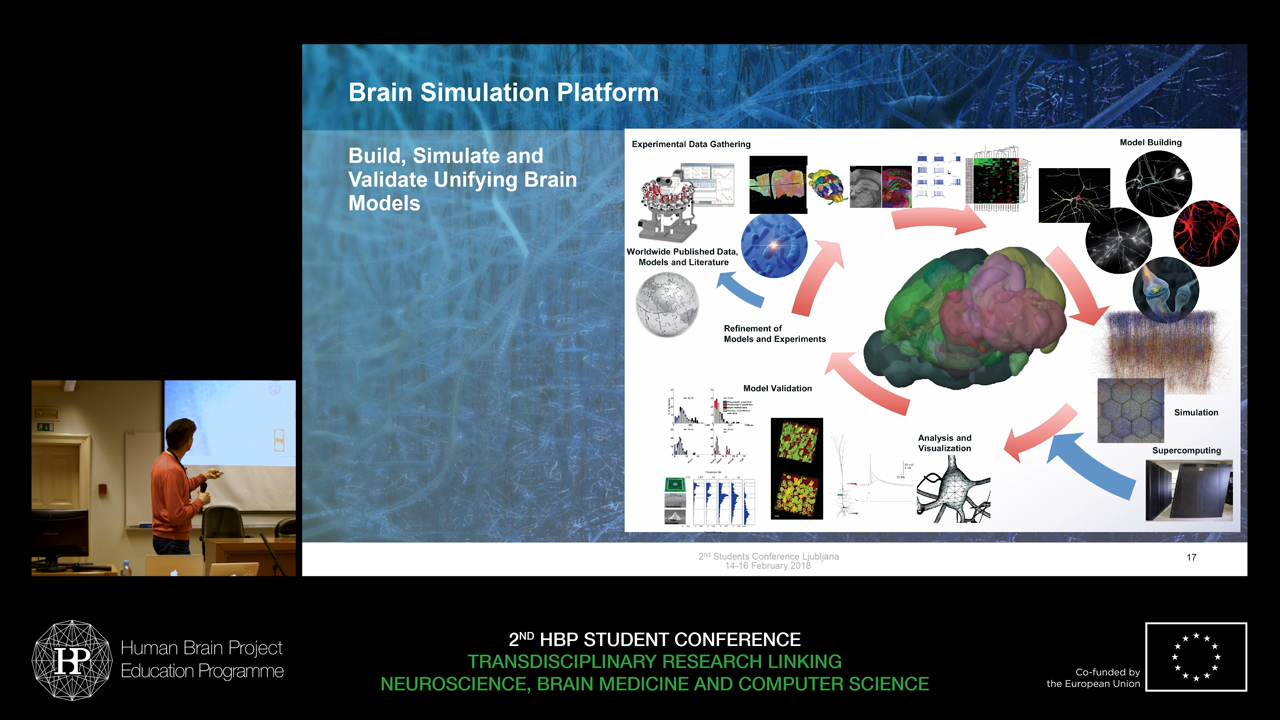 Brain Simulation Platform
Build, Simulate and
Validate Unifying Brain
Models
Experimental Data Gathering
Model Building
Worldwide Published Data,
Models and Literature
Refinement of
Models and Experiments
Model Validation
Simulation
Analysis and
Visualization
Supercomputing
2nd Students Conference Ljubljana
14-16 February 2018
17
HBP
Human Brain Project
Education Programme
2ND HBP STUDENT CONFERENCE
TRANSDISCIPLINARY RESEARCH LINKING
NEUROSCIENCE, BRAIN MEDICINE AND COMPUTER SCIENCE
Co-funded by
the European Union